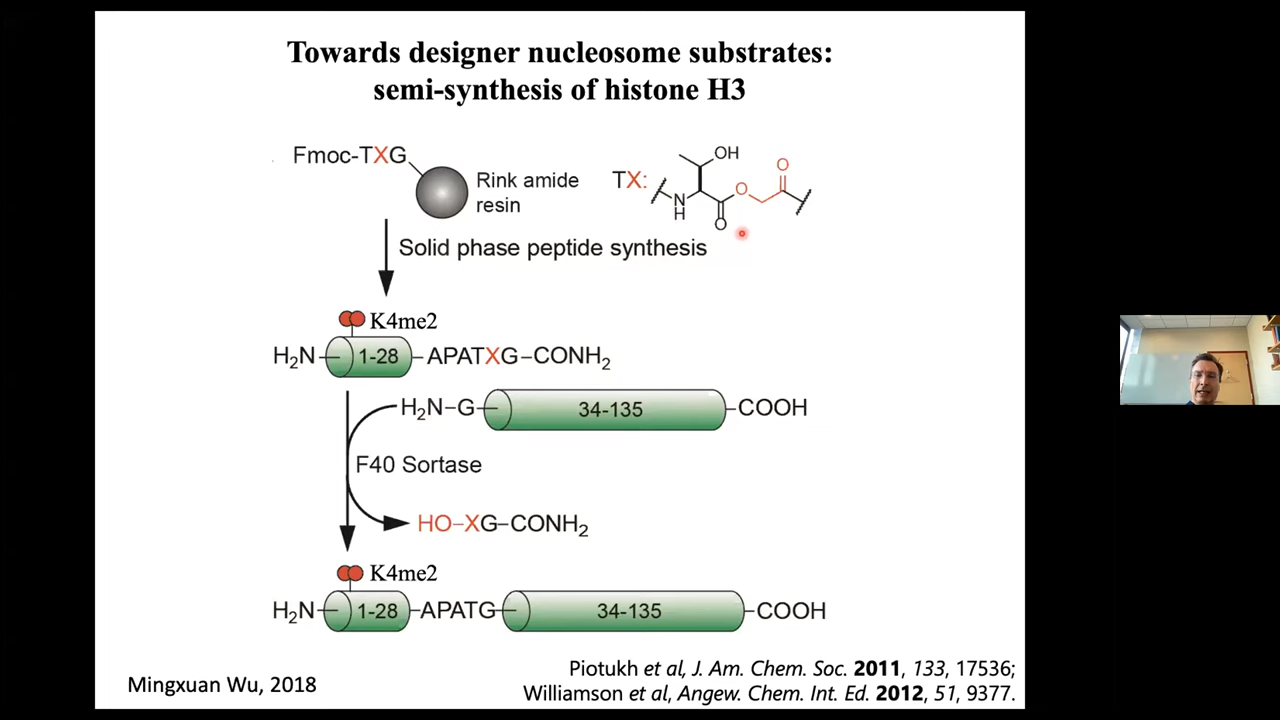 Towards designer nucleosome substrates:
semi-synthesis of histone H3
Fmoc-TXG
Rink amide
resin
TX:
OH
O
O
N
H
O
Solid phase peptide synthesis
K4me2
H₂N
1-28
APATXG-CONH₂
H₂N-G
34-135
COOH
F40 Sortase
HO-XG-CONH₂
K4me2
H₂N
1-28
APATG
34-135
COOH
Mingxuan Wu, 2018
Piotukh et al, J. Am. Chem. Soc. 2011, 133, 17536;
Williamson et al, Angew. Chem. Int. Ed. 2012, 51, 9377.